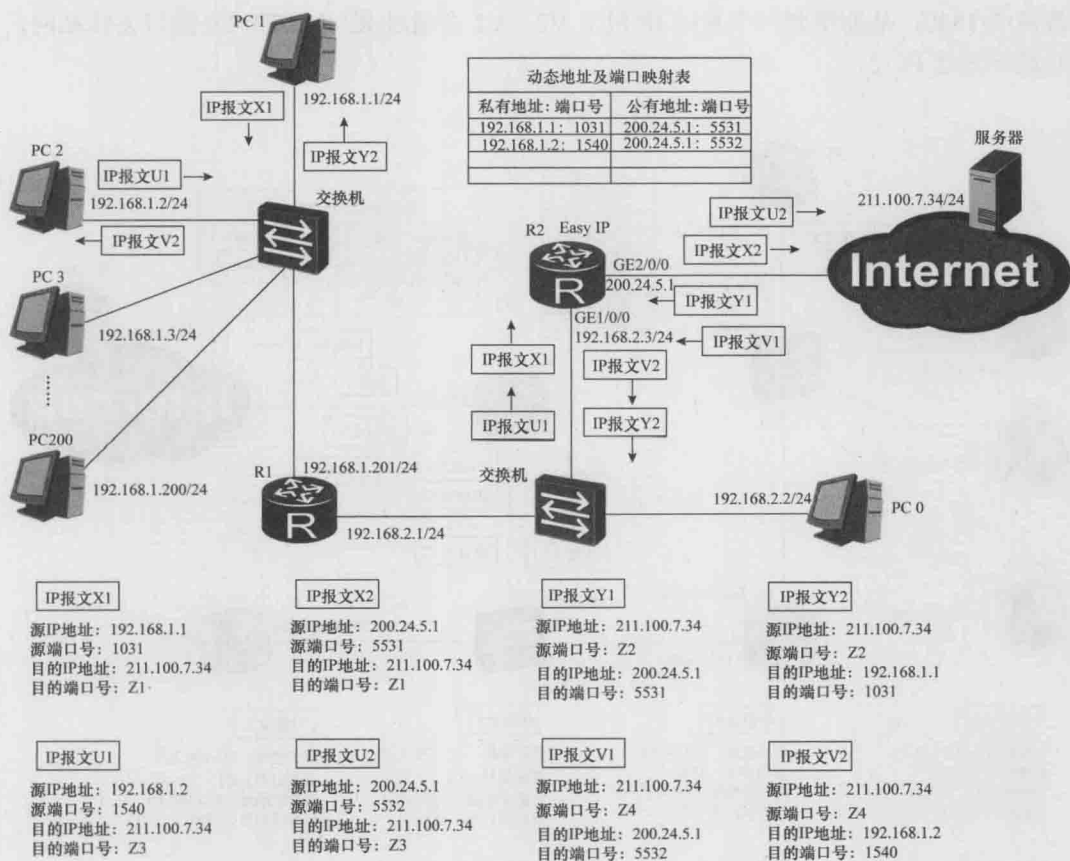 PC 1
192.168.1.1/24
IP报文X1
IP报文Y2
PC 2
IP报文U1
192.168.1.2/24
IP报文V2
交换机
PC 3
192.168.1.3/24
PC200
192.168.1.200/24
R1
192.168.1.201/24
R
192.168.2.1/24
动态地址及端口映射表
私有地址:端口号 公有地址:端口号
192.168.1.1: 1031 200.24.5.1: 5531
192.168.1.2: 1540 200.24.5.1: 5532
服务器
211.100.7.34/24
IP报文U2
IP报文X2
R2 Easy IP
GE2/0/0
200.24.5.1
Internet
R
IP报文Y1
GE1/0/0
192.168.2.3/24
IP报文V1
IP报文X1
IP报文V2
IP报文U1
IP报文Y2
交换机
192.168.2.2/24
PC 0
IP报文X1
源IP地址: 192.168.1.1
源端口号: 1031
目的IP地址: 211.100.7.34
目的端口号: Z1
IP报文X2
源IP地址: 200.24.5.1
源端口号: 5531
目的IP地址: 211.100.7.34
目的端口号: Z1
IP报文Y1
源IP地址: 211.100.7.34
源端口号: Z2
目的IP地址: 200.24.5.1
目的端口号: 5531
IP报文Y2
源IP地址: 211.100.7.34
源端口号: Z2
目的IP地址: 192.168.1.1
目的端口号: 1031
IP报文U1
源IP地址: 192.168.1.2
源端口号: 1540
目的IP地址: 211.100.7.34
目的端口号: Z3
IP报文U2
源IP地址: 200.24.5.1
源端口号: 5532
目的IP地址: 211.100.7.34
目的端口号: Z3
IP报文V1
源IP地址: 211.100.7.34
源端口号: Z4
目的IP地址: 200.24.5.1
目的端口号: 5532
IP报文V2
源IP地址: 211.100.7.34
源端口号: Z4
目的IP地址: 192.168.1.2
目的端口号: 1540